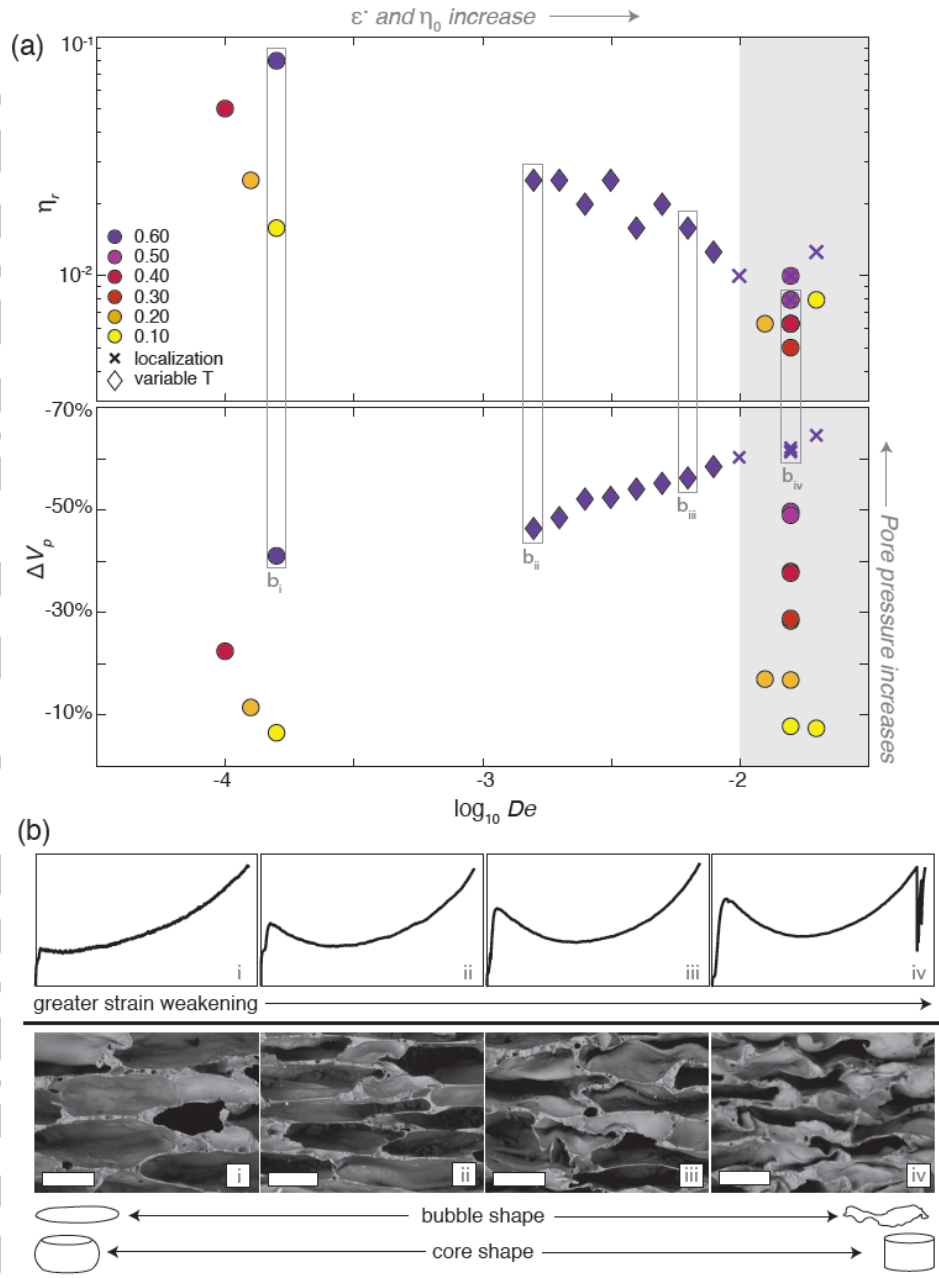 ε˙ and η0 increase
(a)
10-1
ηr
0.60
0.50
10-2
0.40
0.30
0.20
0.10
localization
variable T
-70%
-50%
ΔVp
-30%
-10%
bi
bii
biii
biv
Pore pressure increases
-4
-3
-2
log10 De
(b)
i
ii
iii
iv
greater strain weakening
i
ii
iii
iv
bubble shape
core shape